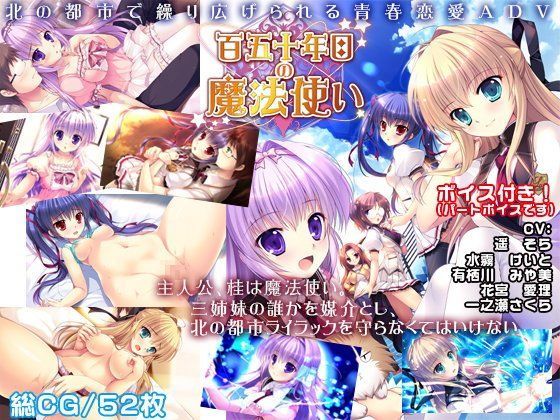 北の都市で繰り広げられる青春恋愛ADV
百五十年目
の
魔法使い
ボイス付き!
(パートボイスです)
CV:
遥　そら
水霧　けいと
有栖川　みや美
花室　愛理
一之瀬さくら
主人公、桂は魔法使い。
三姉妹の誰かを媒介とし、
北の都市ライラックを守らなくてはいけない
総CG/52枚